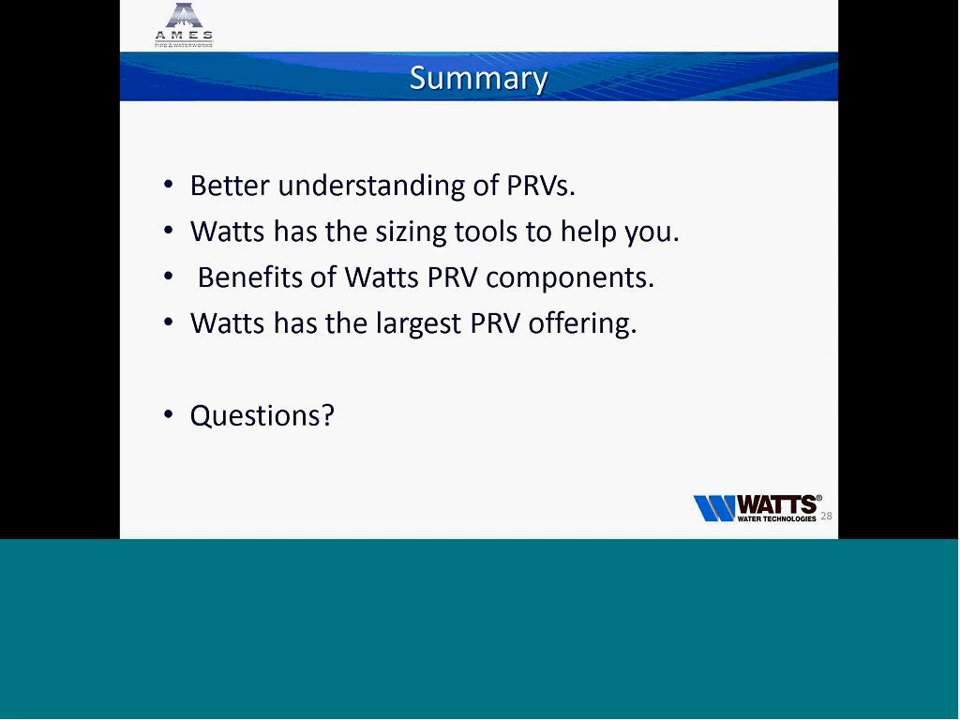 AMES
FIRE & WATERWORKS
Summary
• Better understanding of PRVs.
• Watts has the sizing tools to help you.
• Benefits of Watts PRV components.
• Watts has the largest PRV offering.
• Questions?
WATTS®
WATER TECHNOLOGIES
28